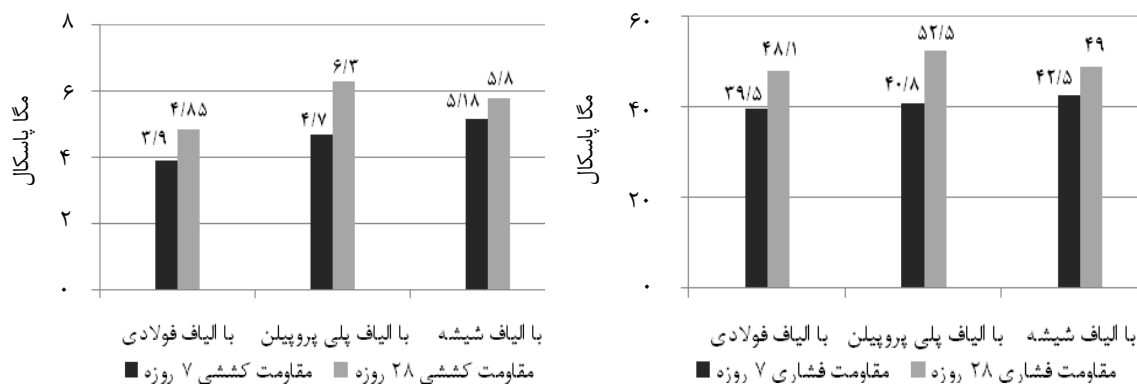 ۸
۶
۴
۲
۰
مگا پاسکال
۳/۹
۴/۸۵
۴/۷
۶/۳
۵/۱۸
۵/۸
با الیاف فولادی
با الیاف پلی پروپیلن
با الیاف شیشه
مقاومت کششی ۷ روزه
مقاومت کششی ۲۸ روزه
۶۰
۴۰
۲۰
۰
مگا پاسکال
۳۹/۵
۴۸/۱
۴۰/۸
۵۲/۵
۴۲/۵
۴۹
با الیاف فولادی
با الیاف پلی پروپیلن
با الیاف شیشه
مقاومت فشاری ۷ روزه
مقاومت فشاری ۲۸ روزه